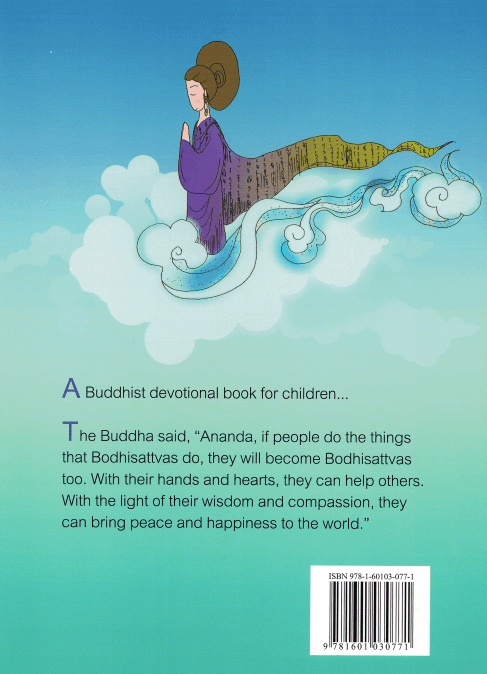 A Buddhist devotional book for children...
The Buddha said, “Ananda, if people do the things
that Bodhisattvas do, they will become Bodhisattvas
too. With their hands and hearts, they can help others.
With the light of their wisdom and compassion, they
can bring peace and happiness to the world.”
ISBN 978-1-60103-077-1
9 781601 030771